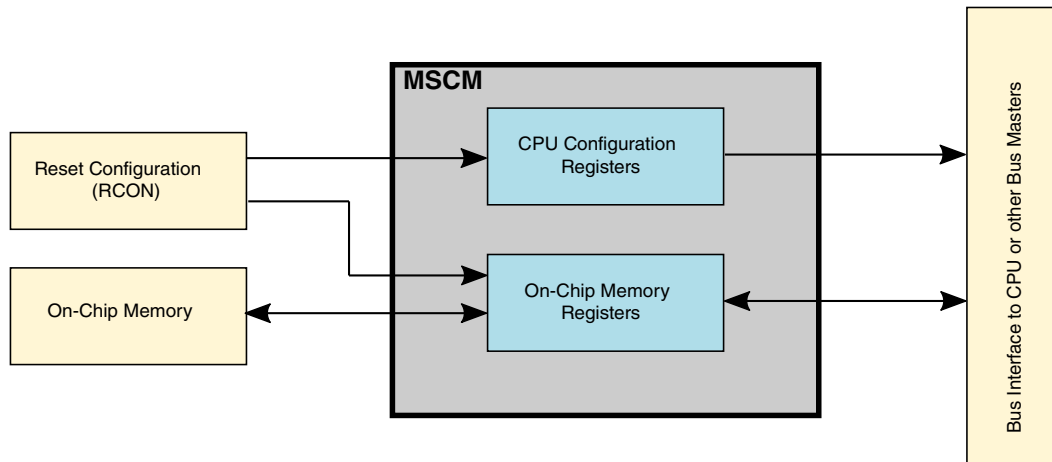 MSCM
Reset Configuration
(RCON)
On-Chip Memory
CPU Configuration
Registers
On-Chip Memory
Registers
Bus Interface to CPU or other Bus Masters